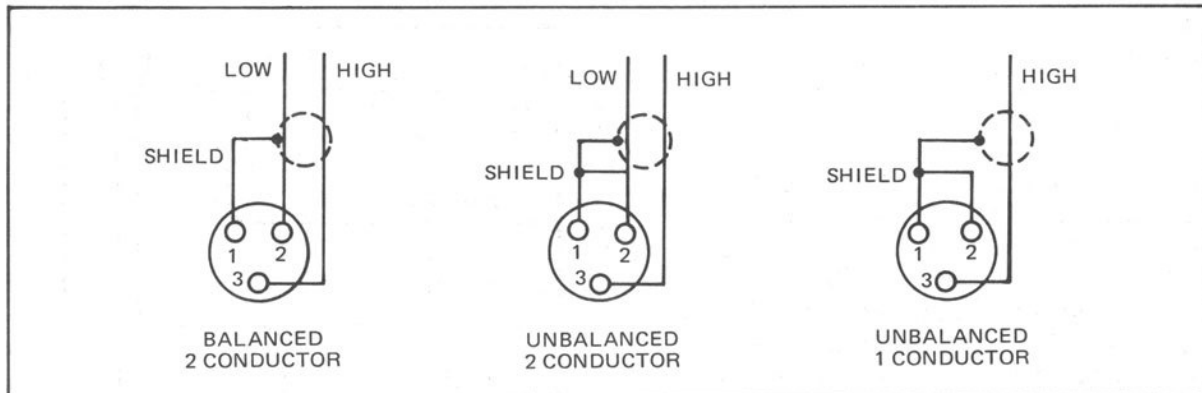 LOW HIGH
SHIELD
1 2
3
BALANCED
2 CONDUCTOR
LOW HIGH
SHIELD
1 2
3
UNBALANCED
2 CONDUCTOR
HIGH
SHIELD
1 2
3
UNBALANCED
1 CONDUCTOR